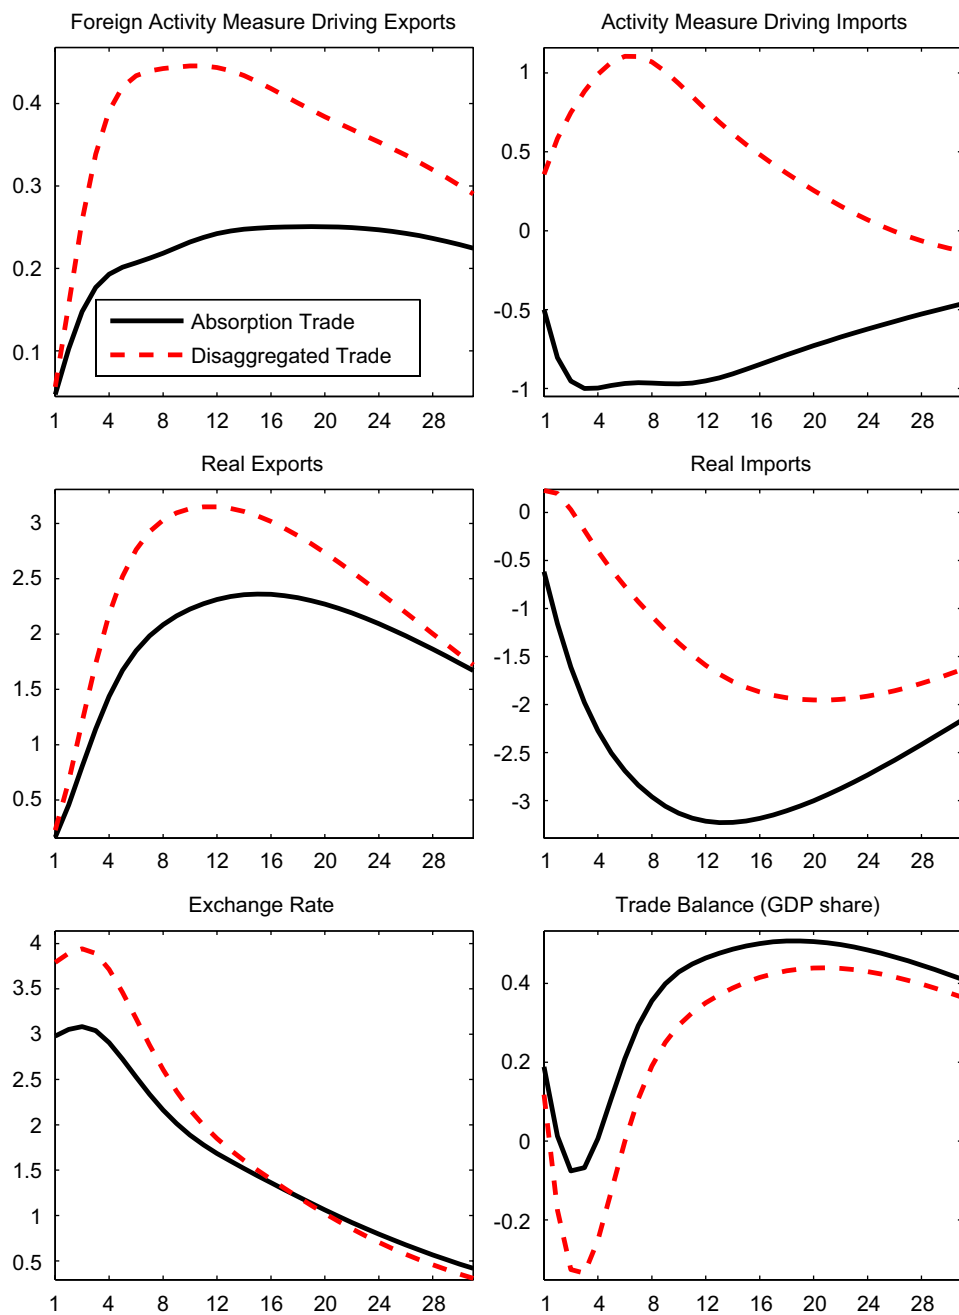 Foreign Activity Measure Driving Exports
0.4
0.3
0.2
0.1
Absorption Trade
Disaggregated Trade
1 4 8 12 16 20 24 28
Activity Measure Driving Imports
1
0.5
0
-0.5
-1
1 4 8 12 16 20 24 28
Real Exports
3
2.5
2
1.5
1
0.5
1 4 8 12 16 20 24 28
Real Imports
0
-0.5
-1
-1.5
-2
-2.5
-3
1 4 8 12 16 20 24 28
Exchange Rate
4
3.5
3
2.5
2
1.5
1
0.5
1 4 8 12 16 20 24 28
Trade Balance (GDP share)
0.4
0.2
0
-0.2
1 4 8 12 16 20 24 28